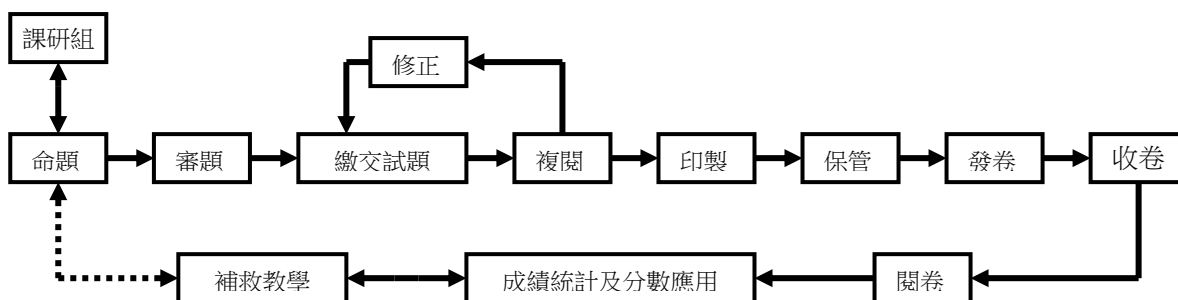 課研組
修正
命題
審題
繳交試題
複閱
印製
保管
發卷
收卷
補救教學
成績統計及分數應用
閱卷